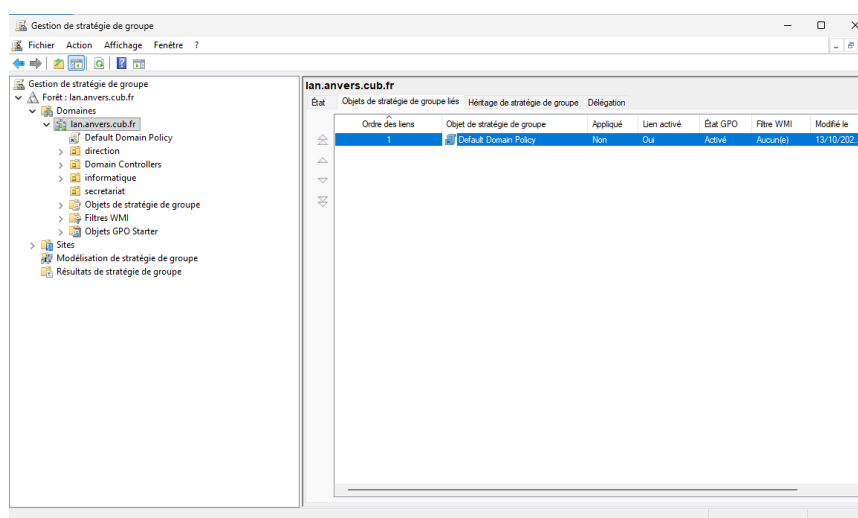 Gestion de stratégie de groupe
Fichier Action Affichage Fenêtre ?
Gestion de stratégie de groupe
Forêt : lan.anvers.cub.fr
Domaines
lan.anvers.cub.fr
Default Domain Policy
direction
Domain Controllers
informatique
secretariat
Objets de stratégie de groupe
Filtres WMI
Objets GPO Starter
Sites
Modélisation de stratégie de groupe
Résultats de stratégie de groupe
lan.anvers.cub.fr
État Objets de stratégie de groupe liés Héritage de stratégie de groupe Délégation
Ordre des liens Objet de stratégie de groupe Appliqué Lien activé État GPO Filtre WMI Modifié le
1 Default Domain Policy Non Oui Activé Aucun(e) 13/10/202...